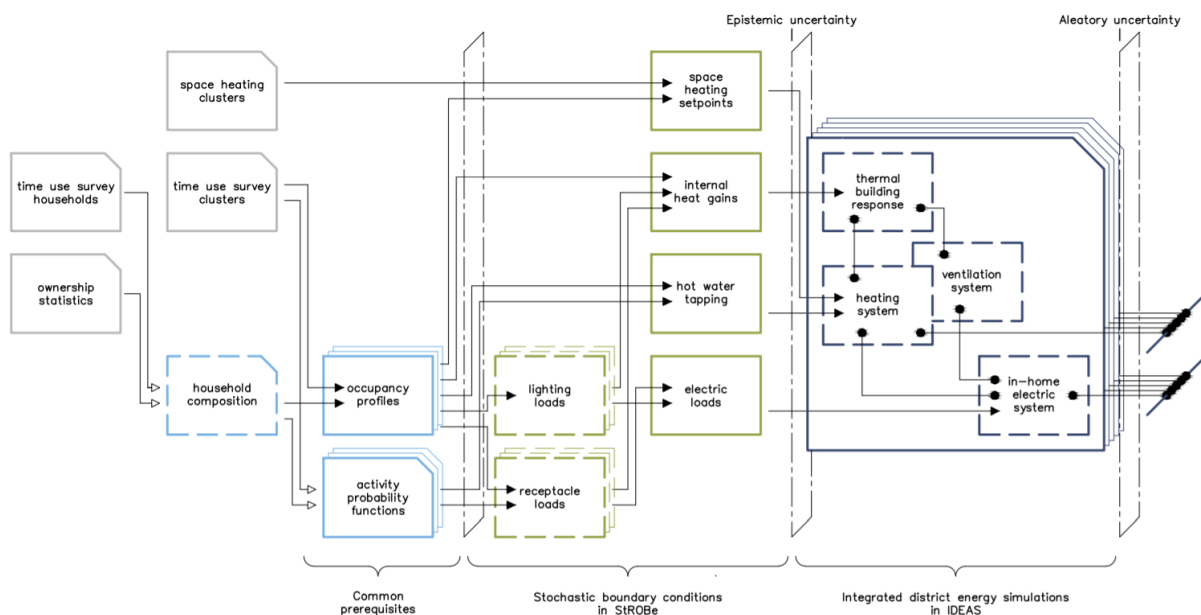 Epistemic uncertainty
Aleatory uncertainty
space heating
clusters
space
heating
setpoints
time use survey
households
time use survey
clusters
internal
heat gains
thermal
building
response
ownership
statistics
hot water
tapping
heating
system
ventilation
system
household
composition
occupancy
profiles
lighting
loads
electric
loads
in-home
electric
system
activity
probability
functions
receptacle
loads
Common
prerequisites
Stochastic boundary conditions
in StROBe
Integrated district energy simulations
in IDEAS